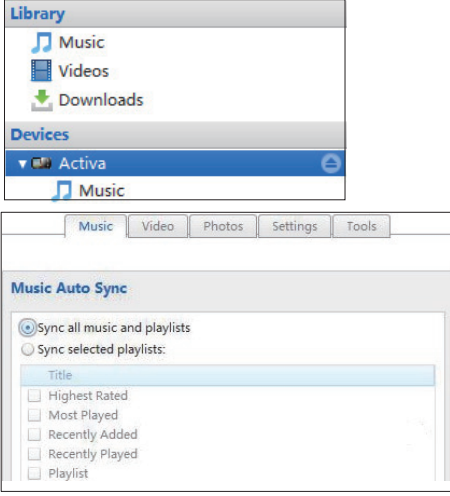 Library
Music
Videos
Downloads
Devices
Activa
Music
Music Video Photos Settings Tools
Music Auto Sync
Sync all music and playlists
Sync selected playlists:
Title
Highest Rated
Most Played
Recently Added
Recently Played
Playlist